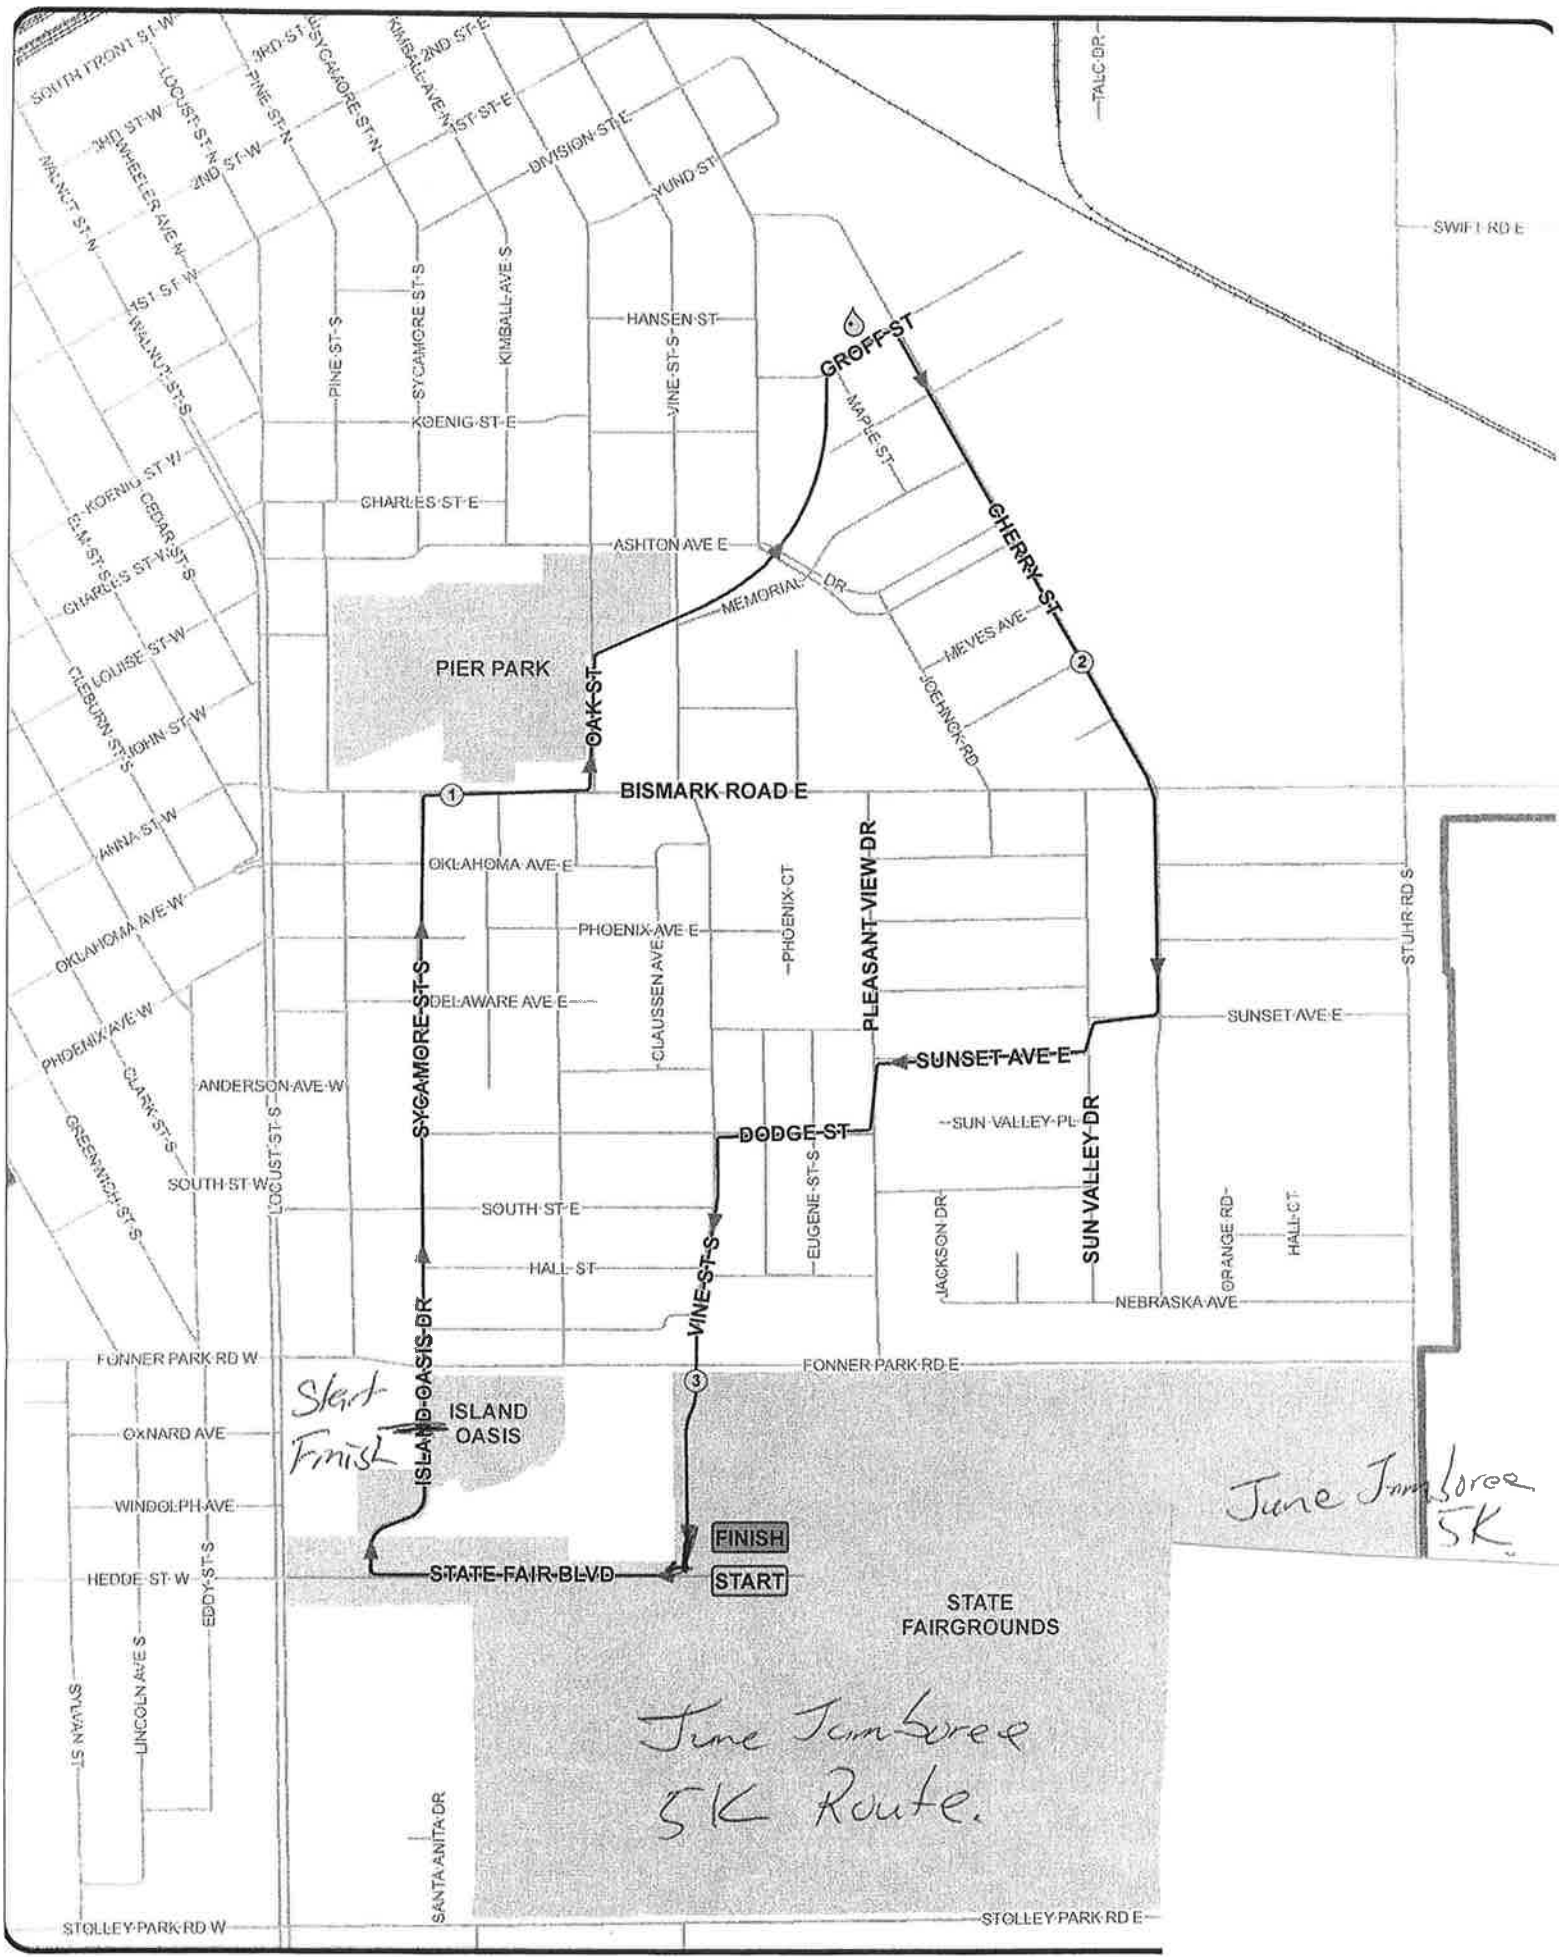 SOUTH FRONT ST W
LOCUST ST N
3RD ST
PINE ST N
SYCAMORE ST N
KIMBALL AVE N
2ND ST E
1ST ST E
DIVISION ST E
YUND ST
TALC DR
SWIFT RD E
3RD ST W
WHEELER AVE N
2ND ST W
WALNUT ST N
1ST ST W
WALNUT ST S
PINE ST S
SYCAMORE ST S
KIMBALL AVE S
HANSEN ST
VINE ST S
GROFF ST
MAPLE ST
KOENIG ST E
KOENIG ST W
CEDAR ST S
ELM ST S
CHARLES ST E
CHARLES ST W
ASHTON AVE E
MEMORIAL DR
CHERRY ST
MEVES AVE
2
JOEHNCK RD
LOUISE ST W
CLEBURN ST S
JOHN ST W
PIER PARK
OAK ST
1
BISMARK ROAD E
ANNA ST W
OKLAHOMA AVE E
OKLAHOMA AVE W
PHOENIX AVE E
PHOENIX CT
PLEASANT VIEW DR
CLAUSSEN AVE
STUHR RD S
DELAWARE AVE E
SYCAMORE ST S
PHOENIX AVE W
SUNSET AVE E
SUNSET AVE E
CLARK ST S
ANDERSON AVE W
GREENWICH ST S
LOCUST ST S
DODGE ST
SUN VALLEY PL
SUN VALLEY DR
SOUTH ST W
SOUTH ST E
EUGENE ST S
JACKSON DR
ORANGE RD
HALL CT
HALL ST
VINE ST S
NEBRASKA AVE
ISLAND OASIS DR
FONNER PARK RD W
FONNER PARK RD E
3
Start
Finish
ISLAND
OASIS
OXNARD AVE
WINDOLPH AVE
EDDY ST S
HEDDE ST W
STATE FAIR BLVD
FINISH
START
June Jamboree
5K
STATE
FAIRGROUNDS
SYLVAN ST
LINCOLN AVE S
June Jamboree
5K Route.
SANTA ANITA DR
STOLLEY PARK RD W
STOLLEY PARK RD E